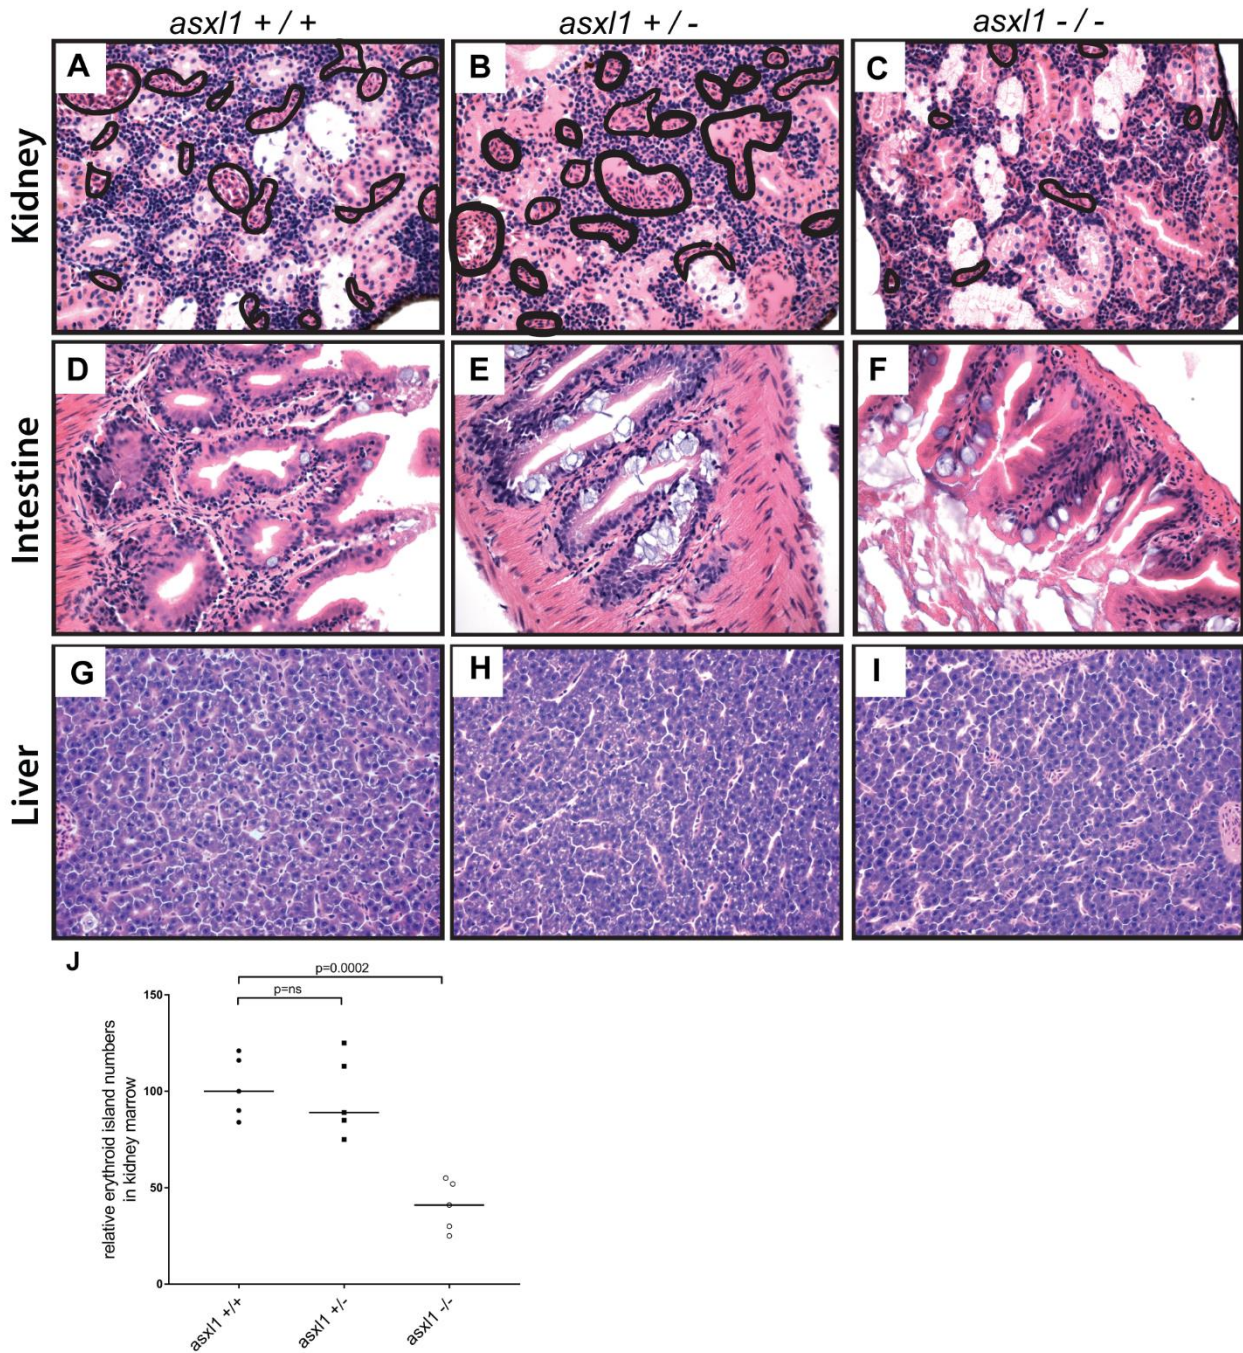 asxl1 +/+ asxl1 +/- asxl1 -/-
Kidney
A B C
Intestine
D E F
Liver
G H I
J
p=0.0002
p=ns
relative erythroid island numbers
in kidney marrow
150
100
50
0
asxl1 +/+ asxl1 +/- asxl1 -/-